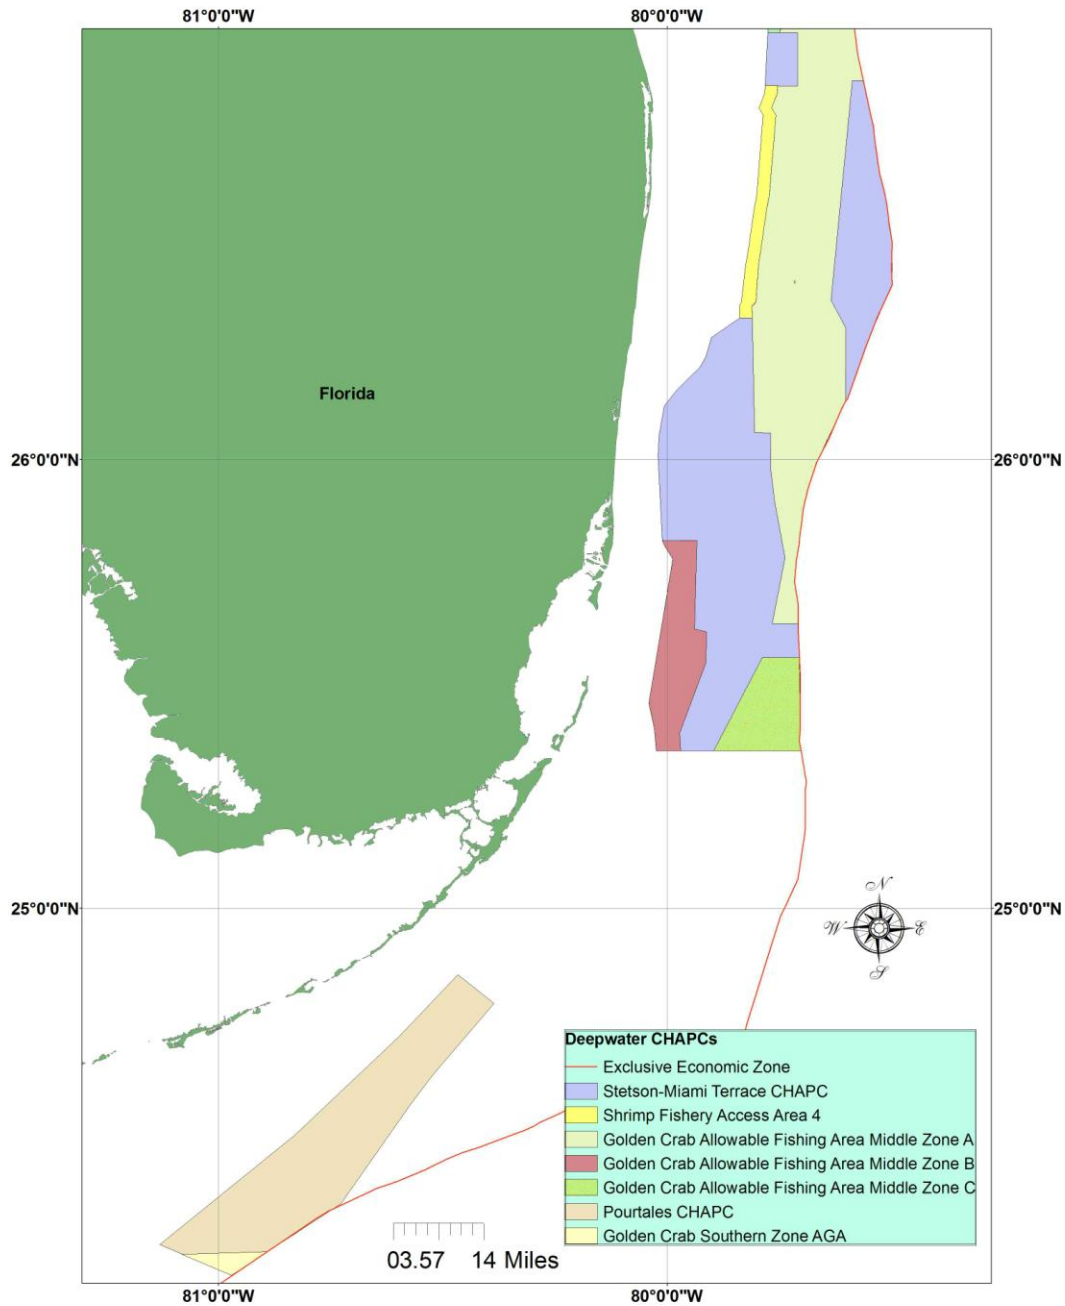 81°0'0"W 80°0'0"W
Florida
26°0'0"N 26°0'0"N
25°0'0"N 25°0'0"N
N
W E
S
Deepwater CHAPCs
Exclusive Economic Zone
Stetson-Miami Terrace CHAPC
Shrimp Fishery Access Area 4
Golden Crab Allowable Fishing Area Middle Zone A
Golden Crab Allowable Fishing Area Middle Zone B
Golden Crab Allowable Fishing Area Middle Zone C
Pourtales CHAPC
Golden Crab Southern Zone AGA
03.57 14 Miles
81°0'0"W 80°0'0"W